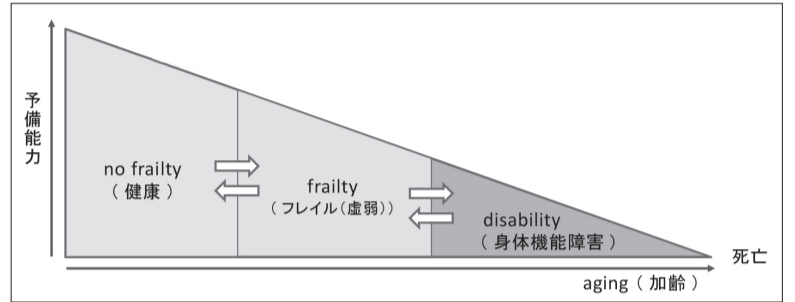 予備能力
no frailty
（ 健康 ）
frailty
（ フレイル（虚弱））
disability
（ 身体機能障害 ）
死亡
aging（ 加齢 ）